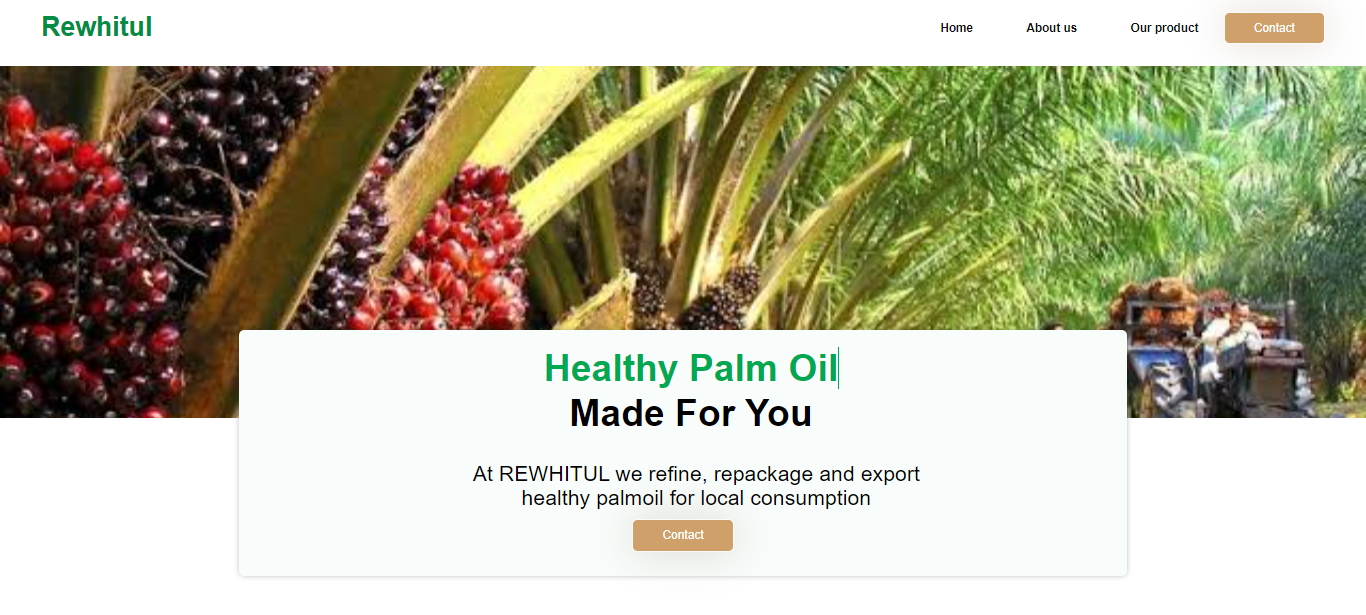 Rewhitul
Home
About us
Our product
Contact
Healthy Palm Oil
Made For You
At REWHITUL we refine, repackage and export
healthy palmoil for local consumption
Contact